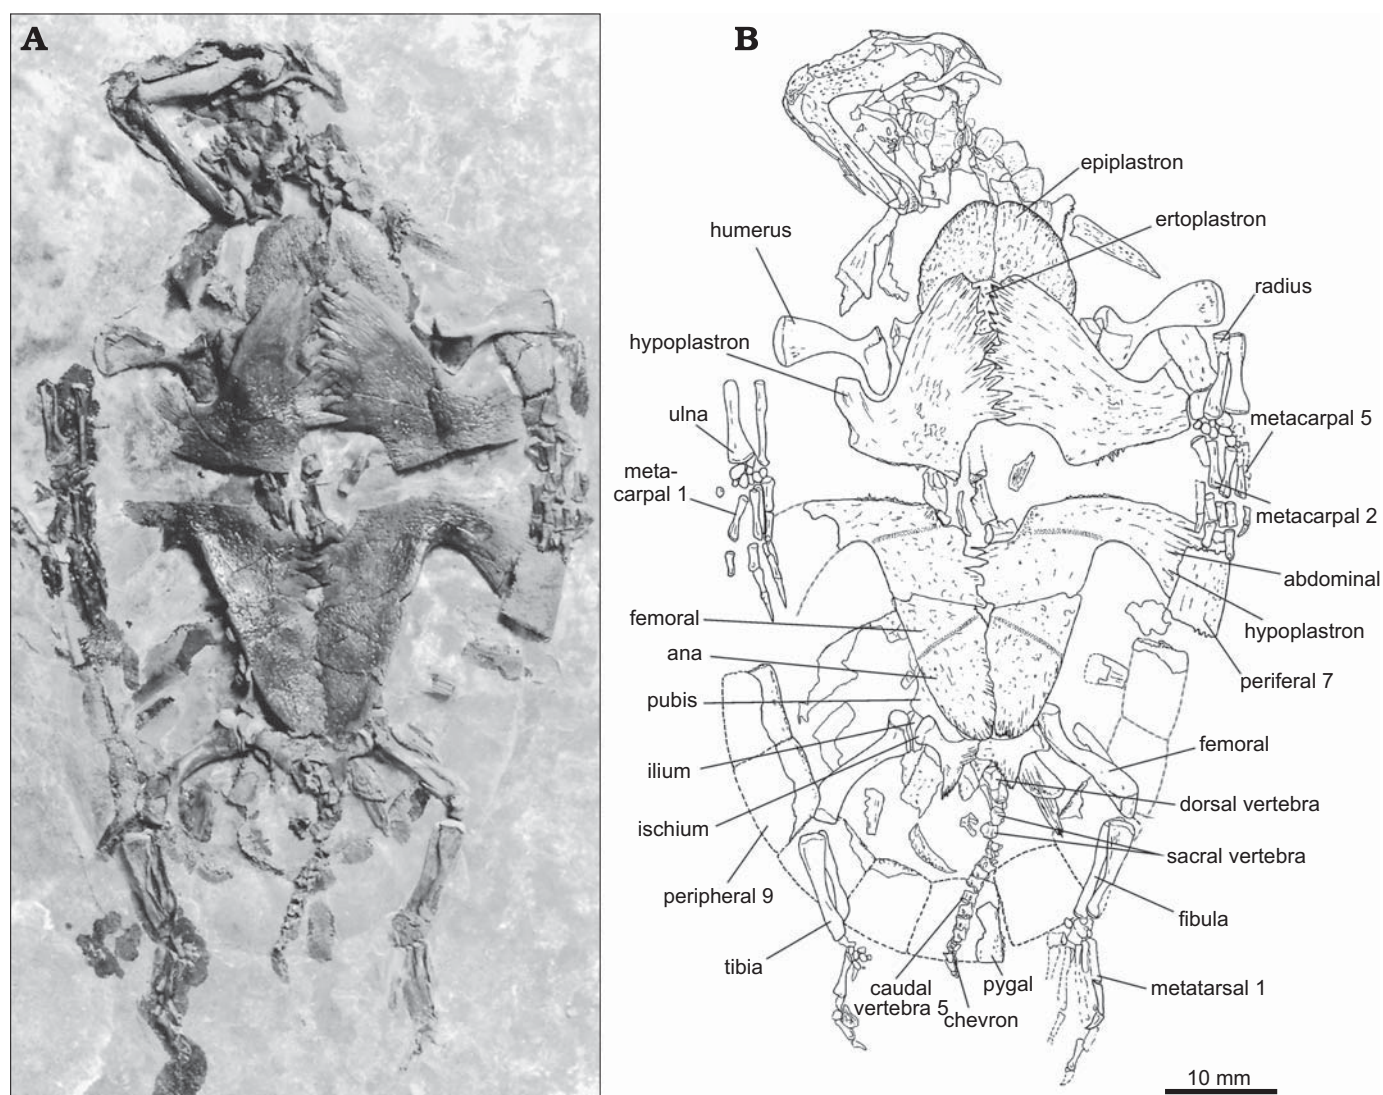 A
B
epiplastron
ertoplastron
humerus
radius
hypoplastron
ulna
metacarpal 5
meta-
carpal 1
metacarpal 2
abdominal
femoral
hypoplastron
ana
periferal 7
pubis
femoral
ilium
dorsal vertebra
ischium
sacral vertebra
peripheral 9
fibula
tibia
caudal
vertebra 5
pygal
metatarsal 1
chevron
10 mm